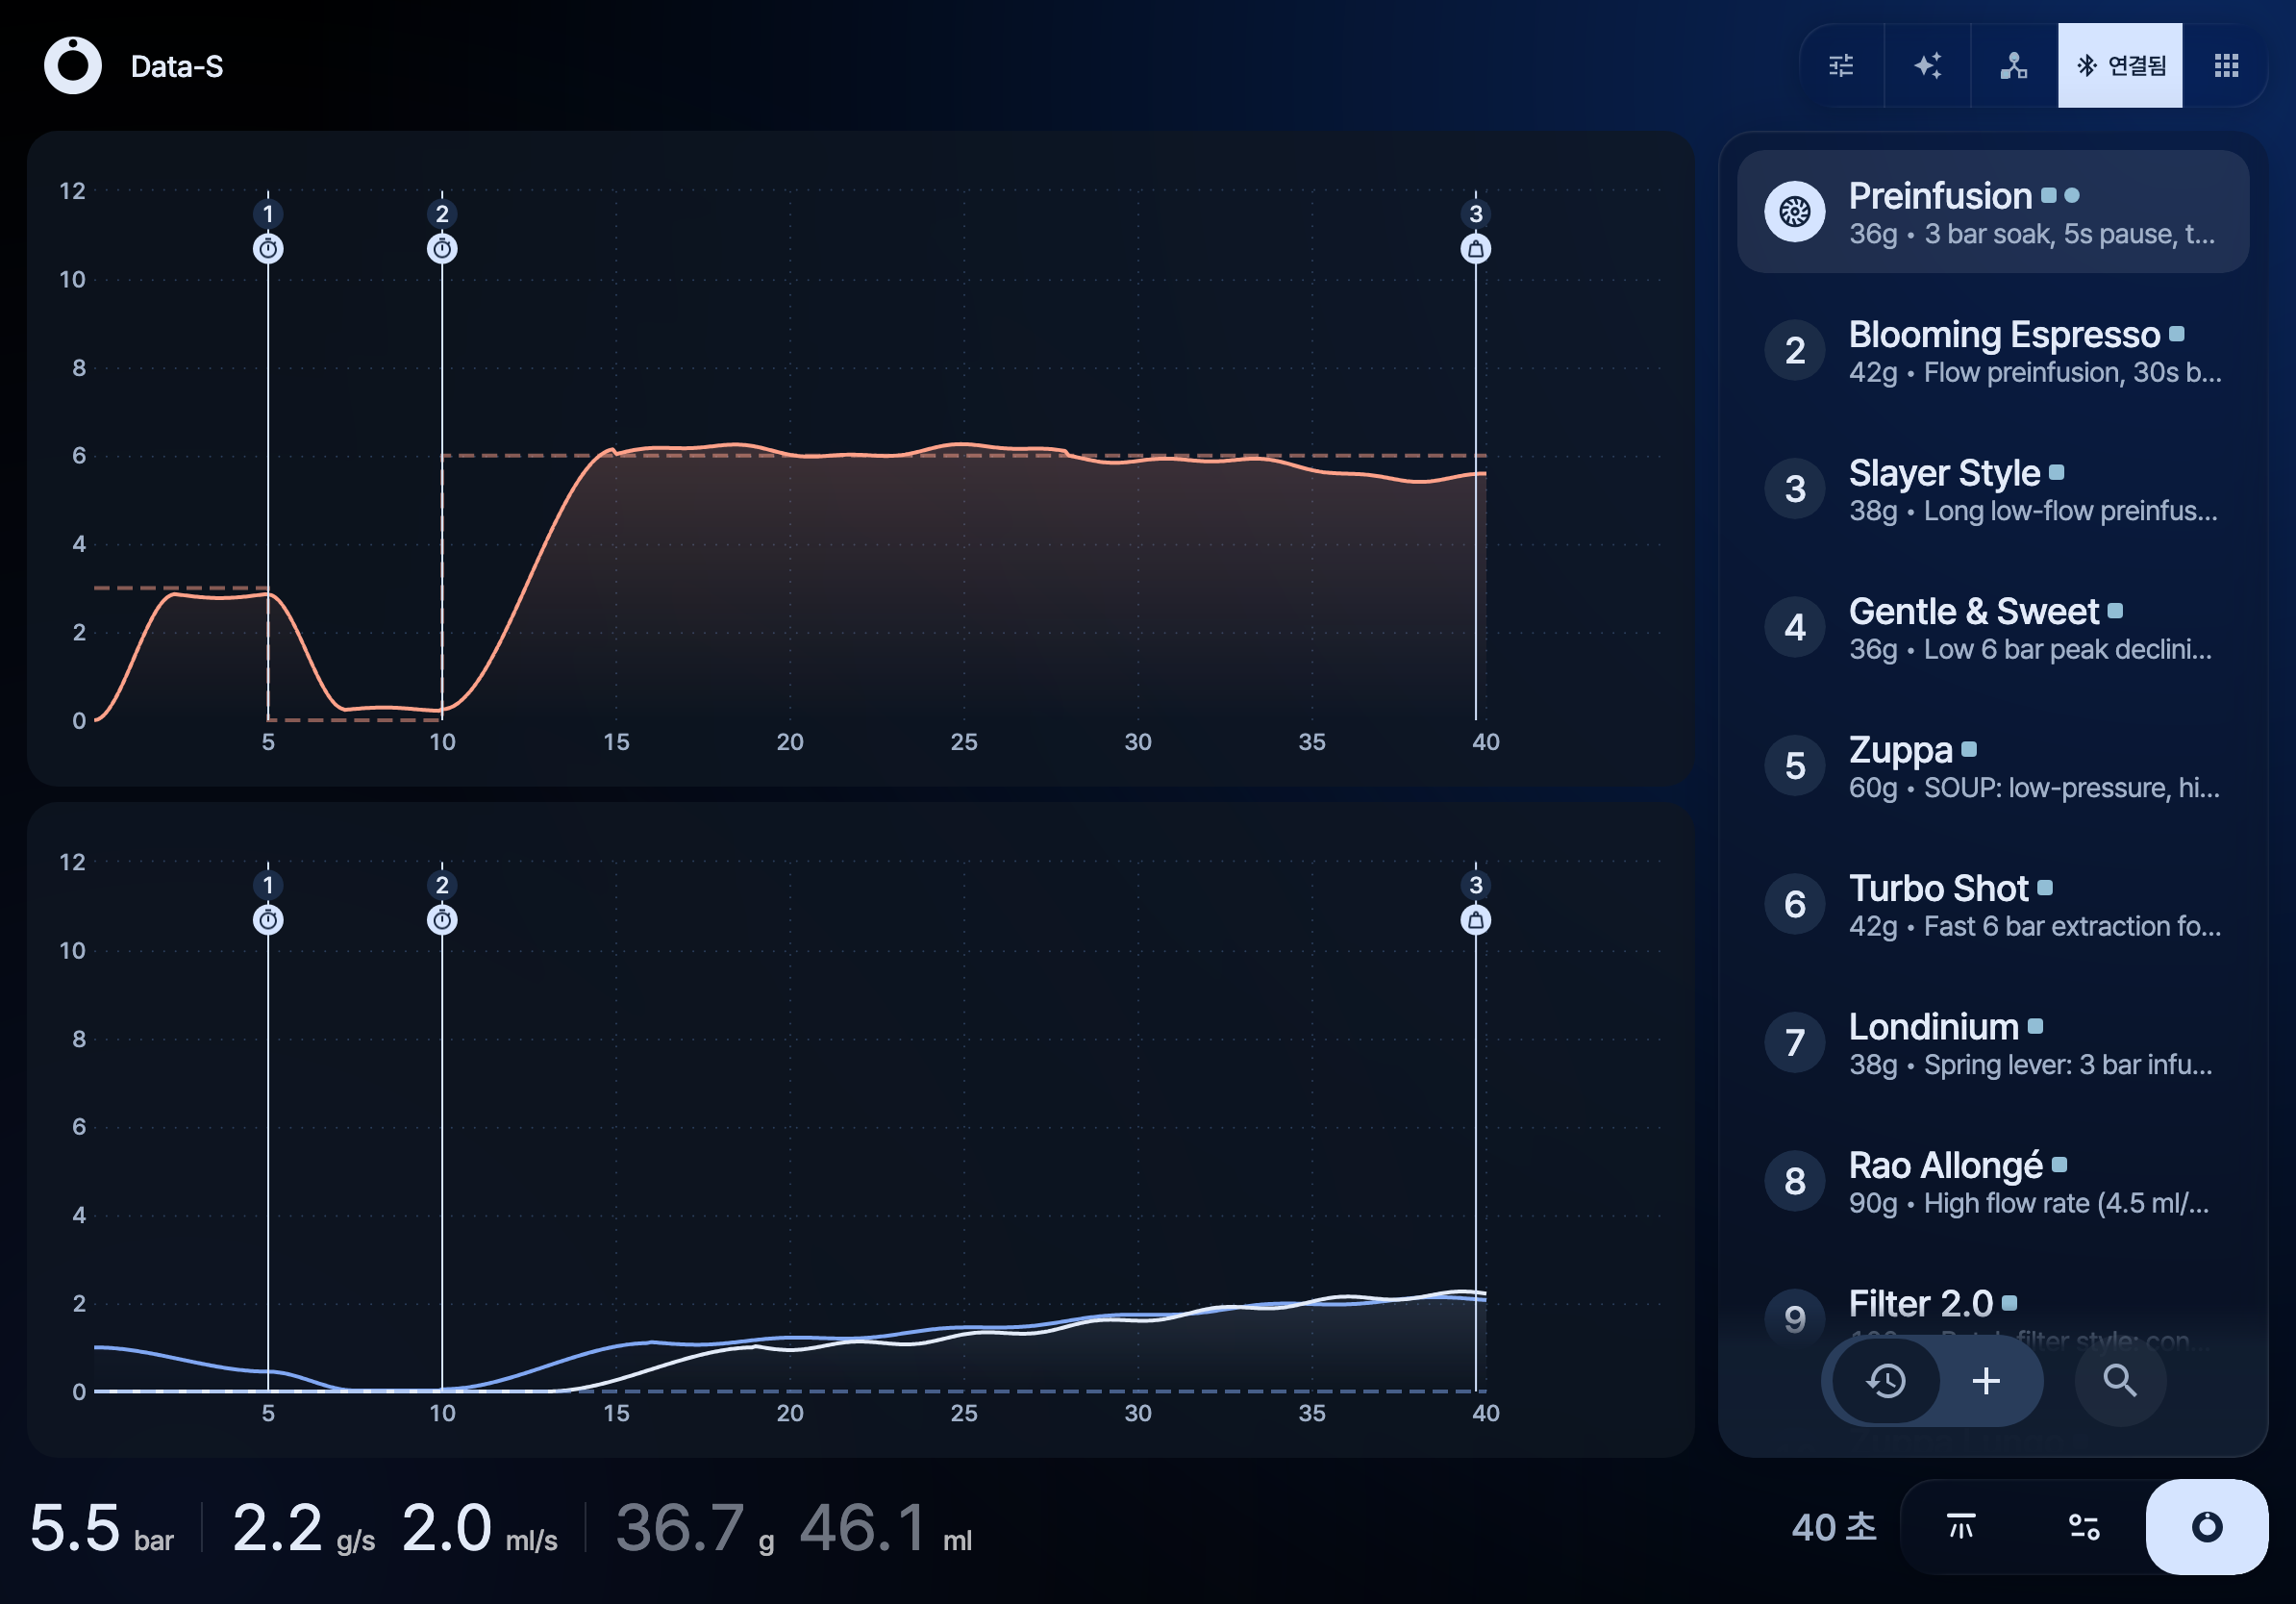 Data-S
연결됨
12
10
8
6
4
2
0
1
2
3
5
10
15
20
25
30
35
40
12
10
8
6
4
2
0
1
2
3
5
10
15
20
25
30
35
40
Preinfusion
36g • 3 bar soak, 5s pause, t...
2
Blooming Espresso
42g • Flow preinfusion, 30s b...
3
Slayer Style
38g • Long low-flow preinfus...
4
Gentle & Sweet
36g • Low 6 bar peak declini...
5
Zuppa
60g • SOUP: low-pressure, hi...
6
Turbo Shot
42g • Fast 6 bar extraction fo...
7
Londinium
38g • Spring lever: 3 bar infu...
8
Rao Allongé
90g • High flow rate (4.5 ml/...
9
Filter 2.0
filter style: con...
5.5 bar
2.2 g/s 2.0 ml/s
36.7 g 46.1 ml
40 초